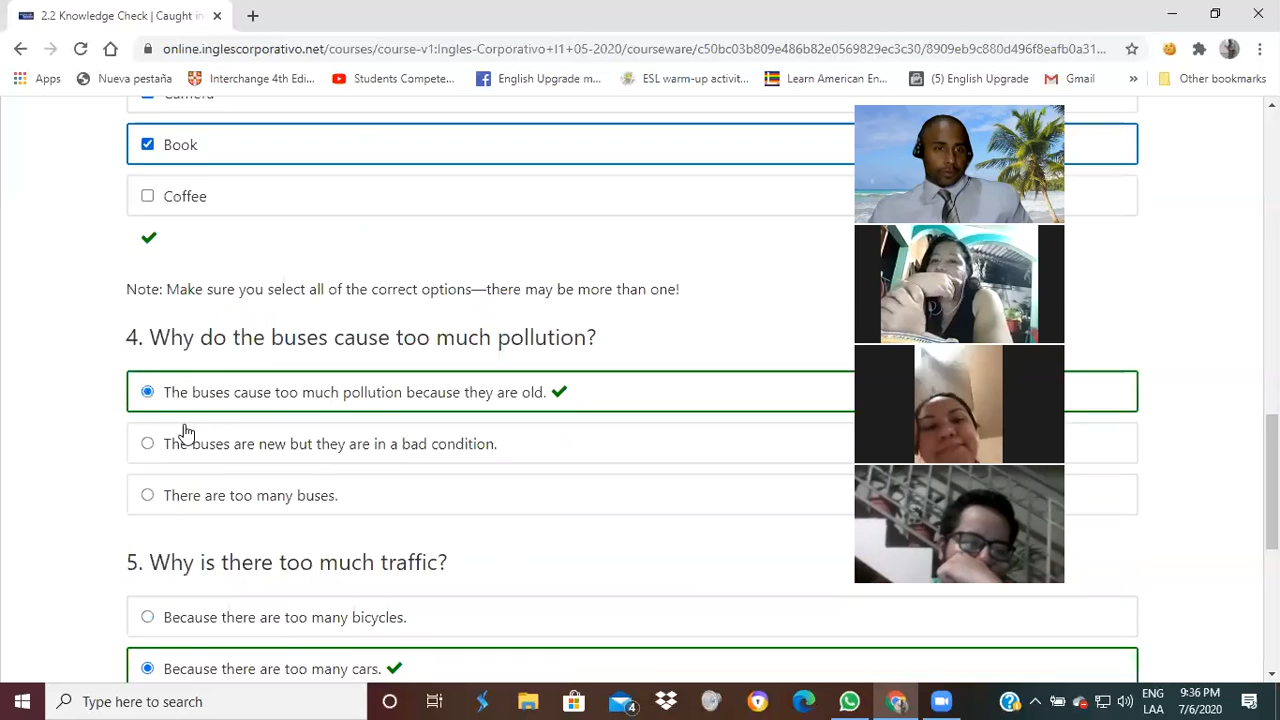 2.2 Knowledge Check | Caught in
online.inglescorporativo.net/courses/course-v1:Ingles-Corporativo+I1+05-2020/courseware/c50bc031809e486b82e0569829ec3c30/8909eb9c880d496f8eafb0a31...
Apps Nueva pestaña Interchange 4th Edi... Students Compete... English Upgrade m... ESL warm-up activit... Learn American En... (5) English Upgrade Gmail » Other bookmarks
Camera
Book
Coffee
Note: Make sure you select all of the correct options—there may be more than one!
4. Why do the buses cause too much pollution?
The buses cause too much pollution because they are old.
The buses are new but they are in a bad condition.
There are too many buses.
5. Why is there too much traffic?
Because there are too many bicycles.
Because there are too many cars.
Type here to search
4
ENG
LAA
9:36 PM
7/6/2020